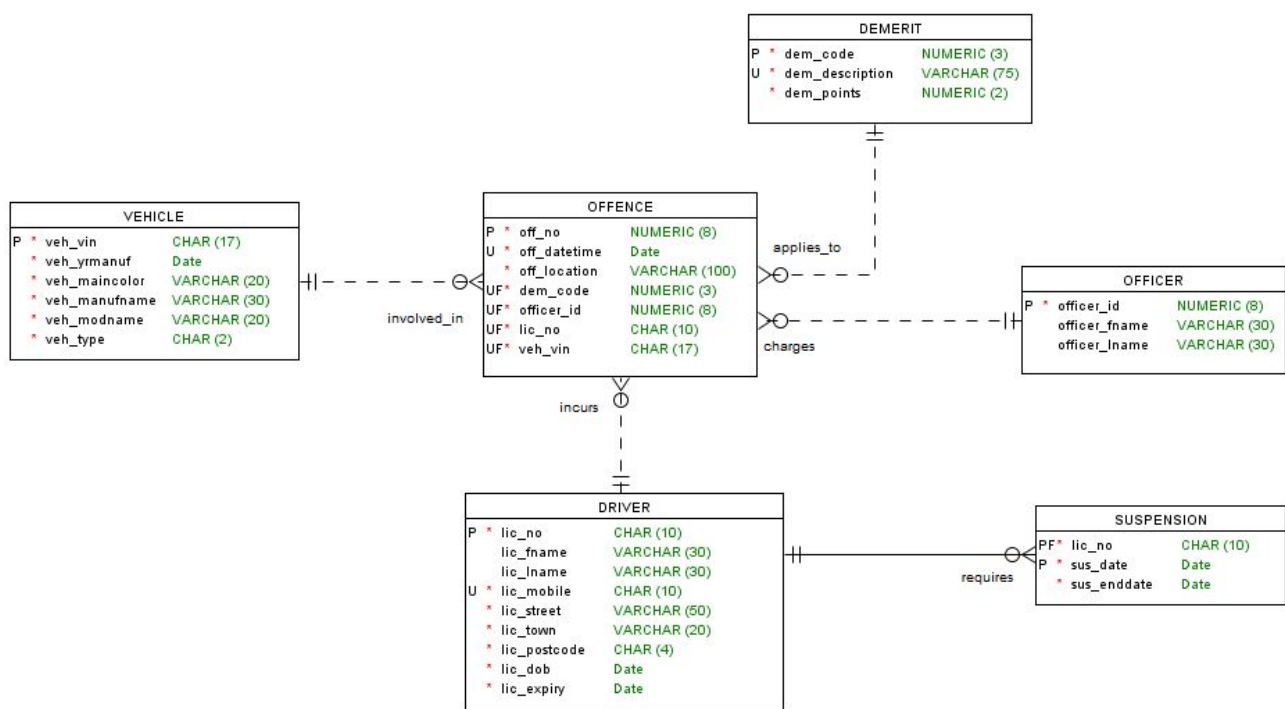 DEMERIT
P * dem_code NUMERIC (3)
U * dem_description VARCHAR (75)
* dem_points NUMERIC (2)
VEHICLE
P * veh_vin CHAR (17)
* veh_yrmanuf Date
* veh_maincolor VARCHAR (20)
* veh_manufname VARCHAR (30)
* veh_modname VARCHAR (20)
* veh_type CHAR (2)
involved_in
OFFENCE
P * off_no NUMERIC (8)
U * off_datetime Date
* off_location VARCHAR (100)
UF* dem_code NUMERIC (3)
UF* officer_id NUMERIC (8)
UF* lic_no CHAR (10)
UF* veh_vin CHAR (17)
applies_to
charges
OFFICER
P * officer_id NUMERIC (8)
officer_fname VARCHAR (30)
officer_lname VARCHAR (30)
incurs
DRIVER
P * lic_no CHAR (10)
lic_fname VARCHAR (30)
lic_lname VARCHAR (30)
U * lic_mobile CHAR (10)
* lic_street VARCHAR (50)
* lic_town VARCHAR (20)
* lic_postcode CHAR (4)
* lic_dob Date
* lic_expiry Date
requires
SUSPENSION
PF* lic_no CHAR (10)
P * sus_date Date
* sus_enddate Date